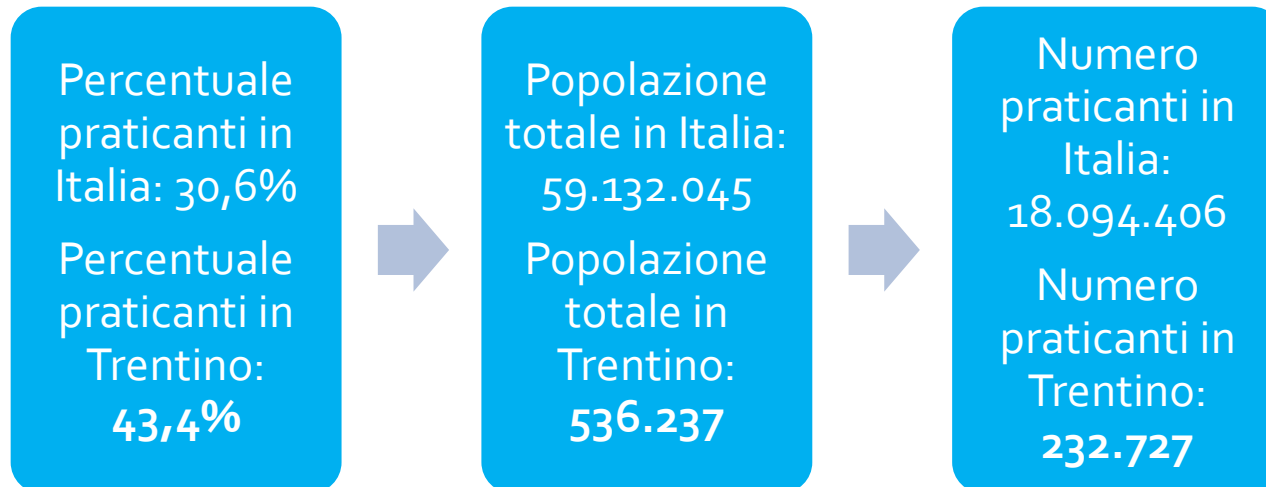 Percentuale
praticanti in
Italia: 30,6%
Percentuale
praticanti in
Trentino:
43,4%
Popolazione
totale in Italia:
59.132.045
Popolazione
totale in
Trentino:
536.237
Numero
praticanti in
Italia:
18.094.406
Numero
praticanti in
Trentino:
232.727